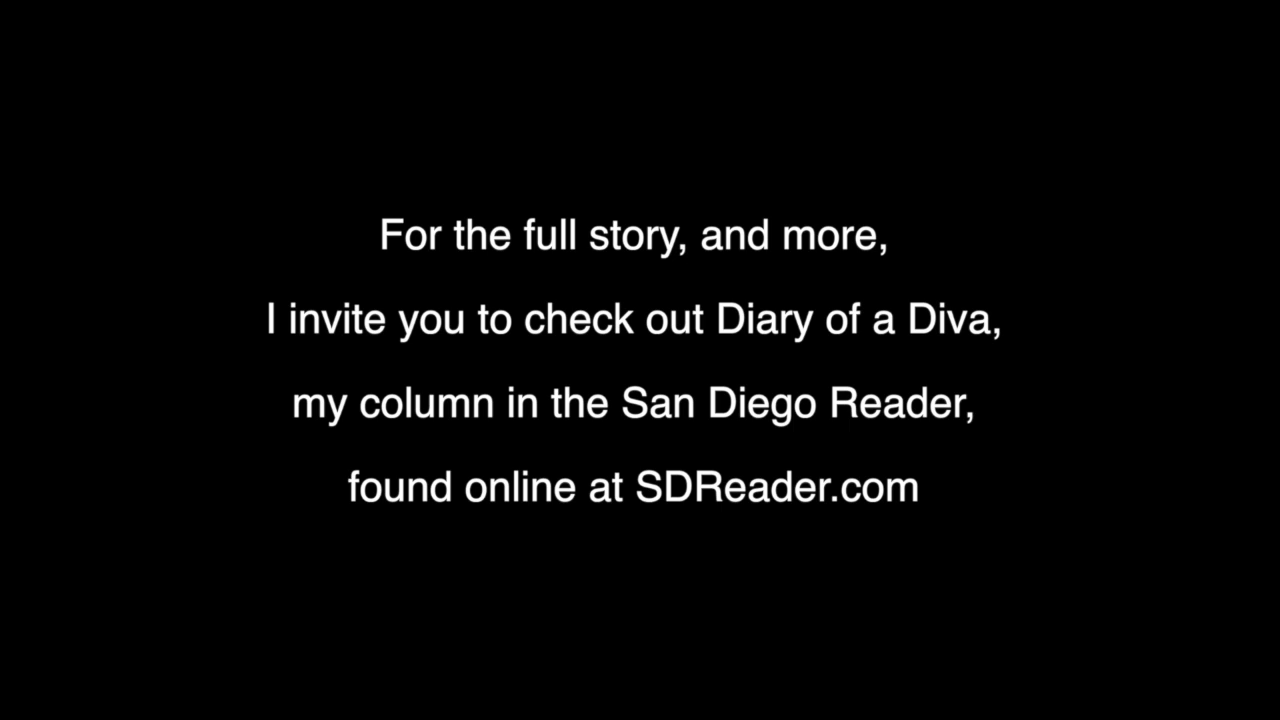 For the full story, and more,
I invite you to check out Diary of a Diva,
my column in the San Diego Reader,
found online at SDReader.com